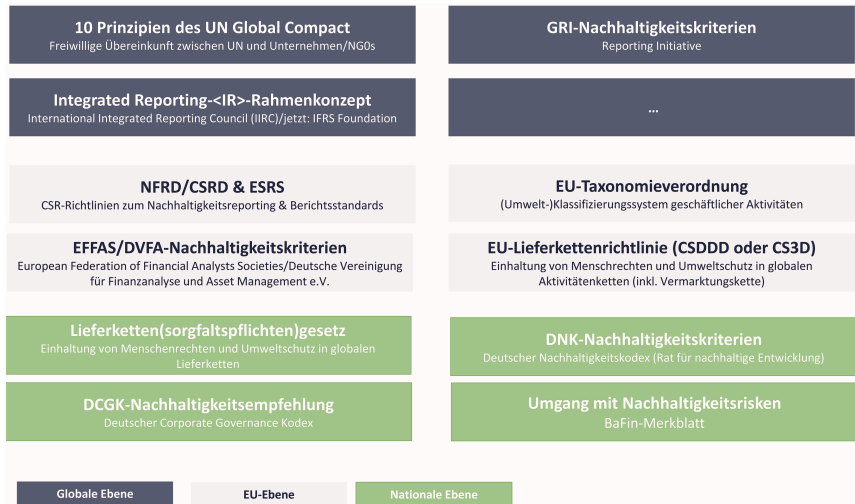 10 Prinzipien des UN Global Compact
Freiwillige Übereinkunft zwischen UN und Unternehmen/NG0s
GRI-Nachhaltigkeitskriterien
Reporting Initiative
Integrated Reporting-<IR>-Rahmenkonzept
International Integrated Reporting Council (IIRC)/jetzt: IFRS Foundation
...
NFRD/CSRD & ESRS
CSR-Richtlinien zum Nachhaltigkeitsreporting & Berichtsstandards
EU-Taxonomieverordnung
(Umwelt-)Klassifizierungssystem geschäftlicher Aktivitäten
EFFAS/DVFA-Nachhaltigkeitskriterien
European Federation of Financial Analysts Societies/Deutsche Vereinigung
für Finanzanalyse und Asset Management e.V.
EU-Lieferkettenrichtlinie (CSDDD oder CS3D)
Einhaltung von Menschrechten und Umweltschutz in globalen
Aktivitätenketten (inkl. Vermarktungskette)
Lieferketten(sorgfaltspflichten)gesetz
Einhaltung von Menschenrechten und Umweltschutz in globalen
Lieferketten
DNK-Nachhaltigkeitskriterien
Deutscher Nachhaltigkeitskodex (Rat für nachhaltige Entwicklung)
DCGK-Nachhaltigkeitsempfehlung
Deutscher Corporate Governance Kodex
Umgang mit Nachhaltigkeitsrisken
BaFin-Merkblatt
Globale Ebene
EU-Ebene
Nationale Ebene